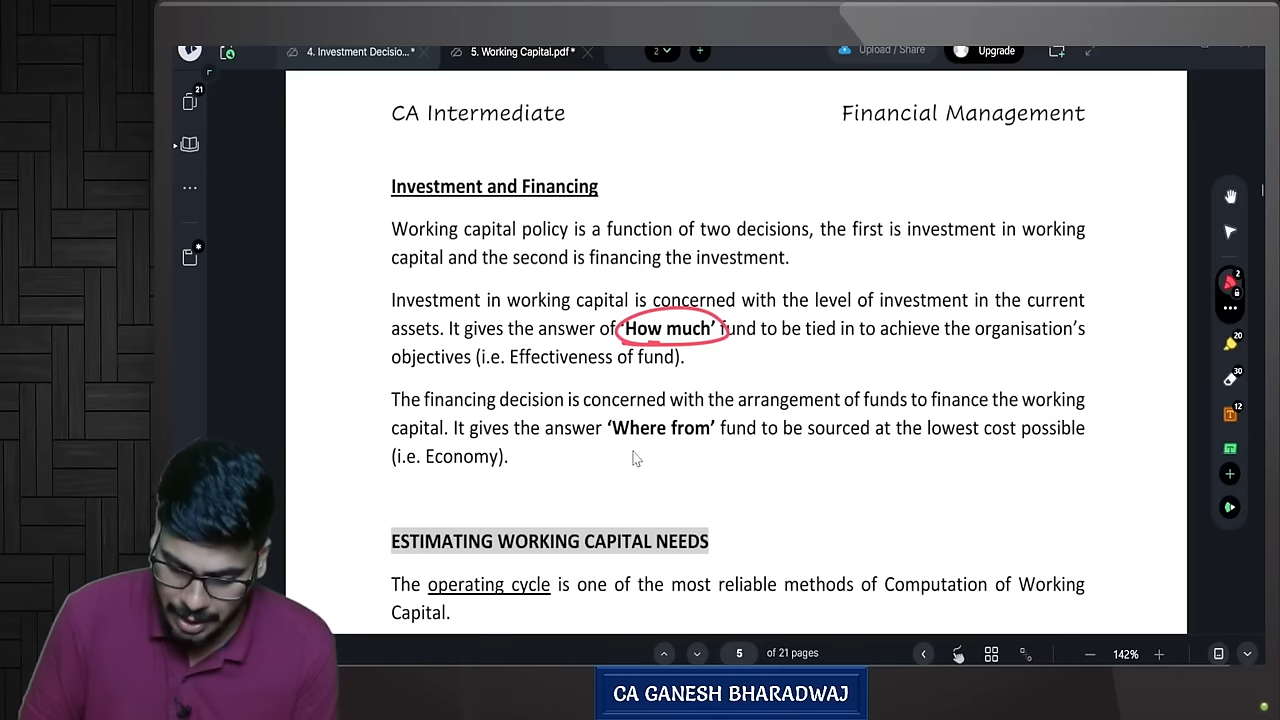 4. Investment Decisio...*
5. Working Capital.pdf*
2
Upload / Share
Upgrade
CA Intermediate
Financial Management
Investment and Financing
Working capital policy is a function of two decisions, the first is investment in working
capital and the second is financing the investment.
Investment in working capital is concerned with the level of investment in the current
assets. It gives the answer of ‘How much’ fund to be tied in to achieve the organisation’s
objectives (i.e. Effectiveness of fund).
The financing decision is concerned with the arrangement of funds to finance the working
capital. It gives the answer ‘Where from’ fund to be sourced at the lowest cost possible
(i.e. Economy).
ESTIMATING WORKING CAPITAL NEEDS
The operating cycle is one of the most reliable methods of Computation of Working
Capital.
21
2
20
30
12
5
of 21 pages
142%
CA GANESH BHARADWAJ